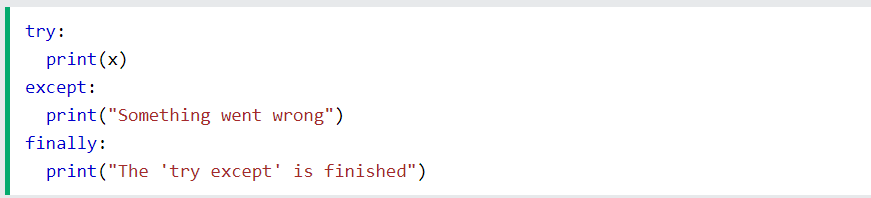 try:
  print(x)
except:
  print("Something went wrong")
finally:
  print("The 'try except' is finished")